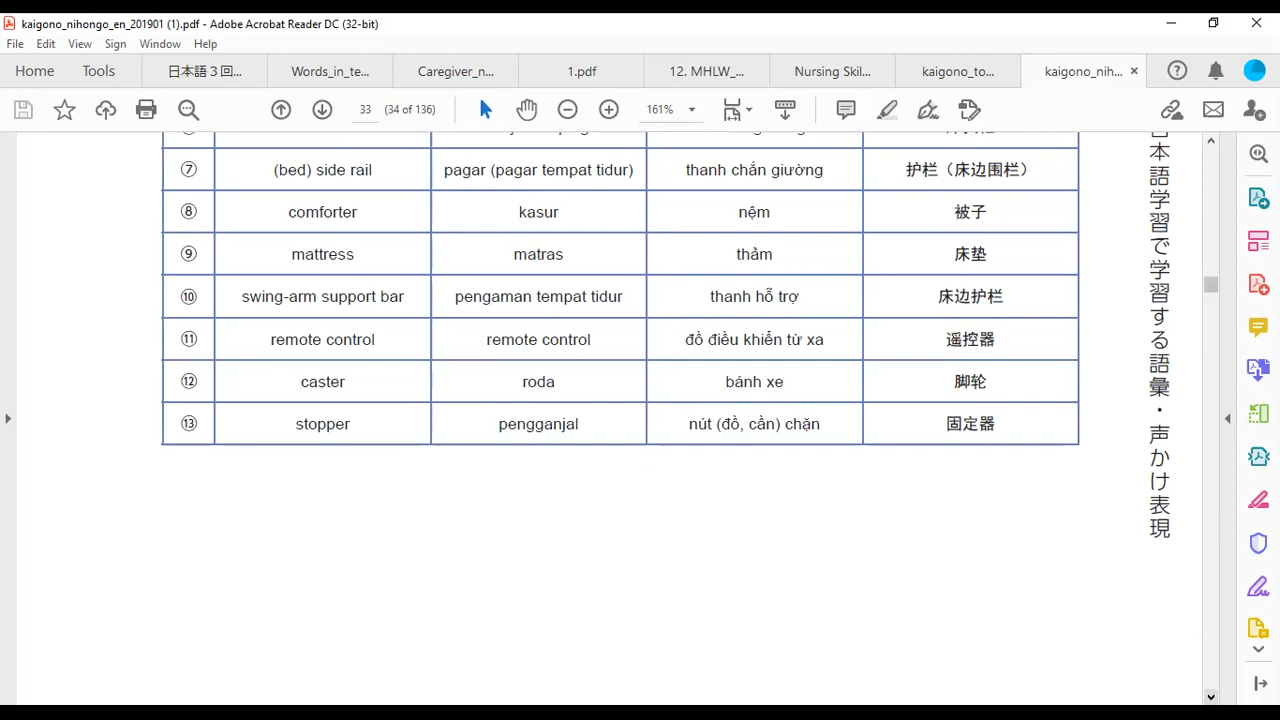 kaigono_nihongo_en_201901 (1).pdf - Adobe Acrobat Reader DC (32-bit)
File Edit View Sign Window Help
Home Tools 日本語３回... Words_in_te... Caregiver_n... 1.pdf 12. MHLW_... Nursing Skil... kaigono_to... kaigono_nih... ×
33 (34 of 136) 161%
⑦ (bed) side rail pagar (pagar tempat tidur) thanh chắn giường 护栏（床边围栏）
⑧ comforter kasur nệm 被子
⑨ mattress matras thảm 床垫
⑩ swing-arm support bar pengaman tempat tidur thanh hỗ trợ 床边护栏
⑪ remote control remote control đồ điều khiển từ xa 遥控器
⑫ caster roda bánh xe 脚轮
⑬ stopper pengganjal nút (đồ, cần) chặn 固定器
本語学習で学習する語彙・声かけ表現